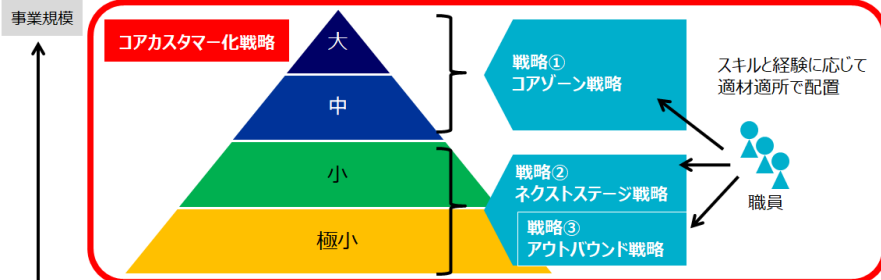 事業規模
コアカスタマー化戦略
大
中
小
極小
戦略①
コアゾーン戦略
戦略②
ネクストステージ戦略
戦略③
アウトバウンド戦略
スキルと経験に応じて
適材適所で配置
職員